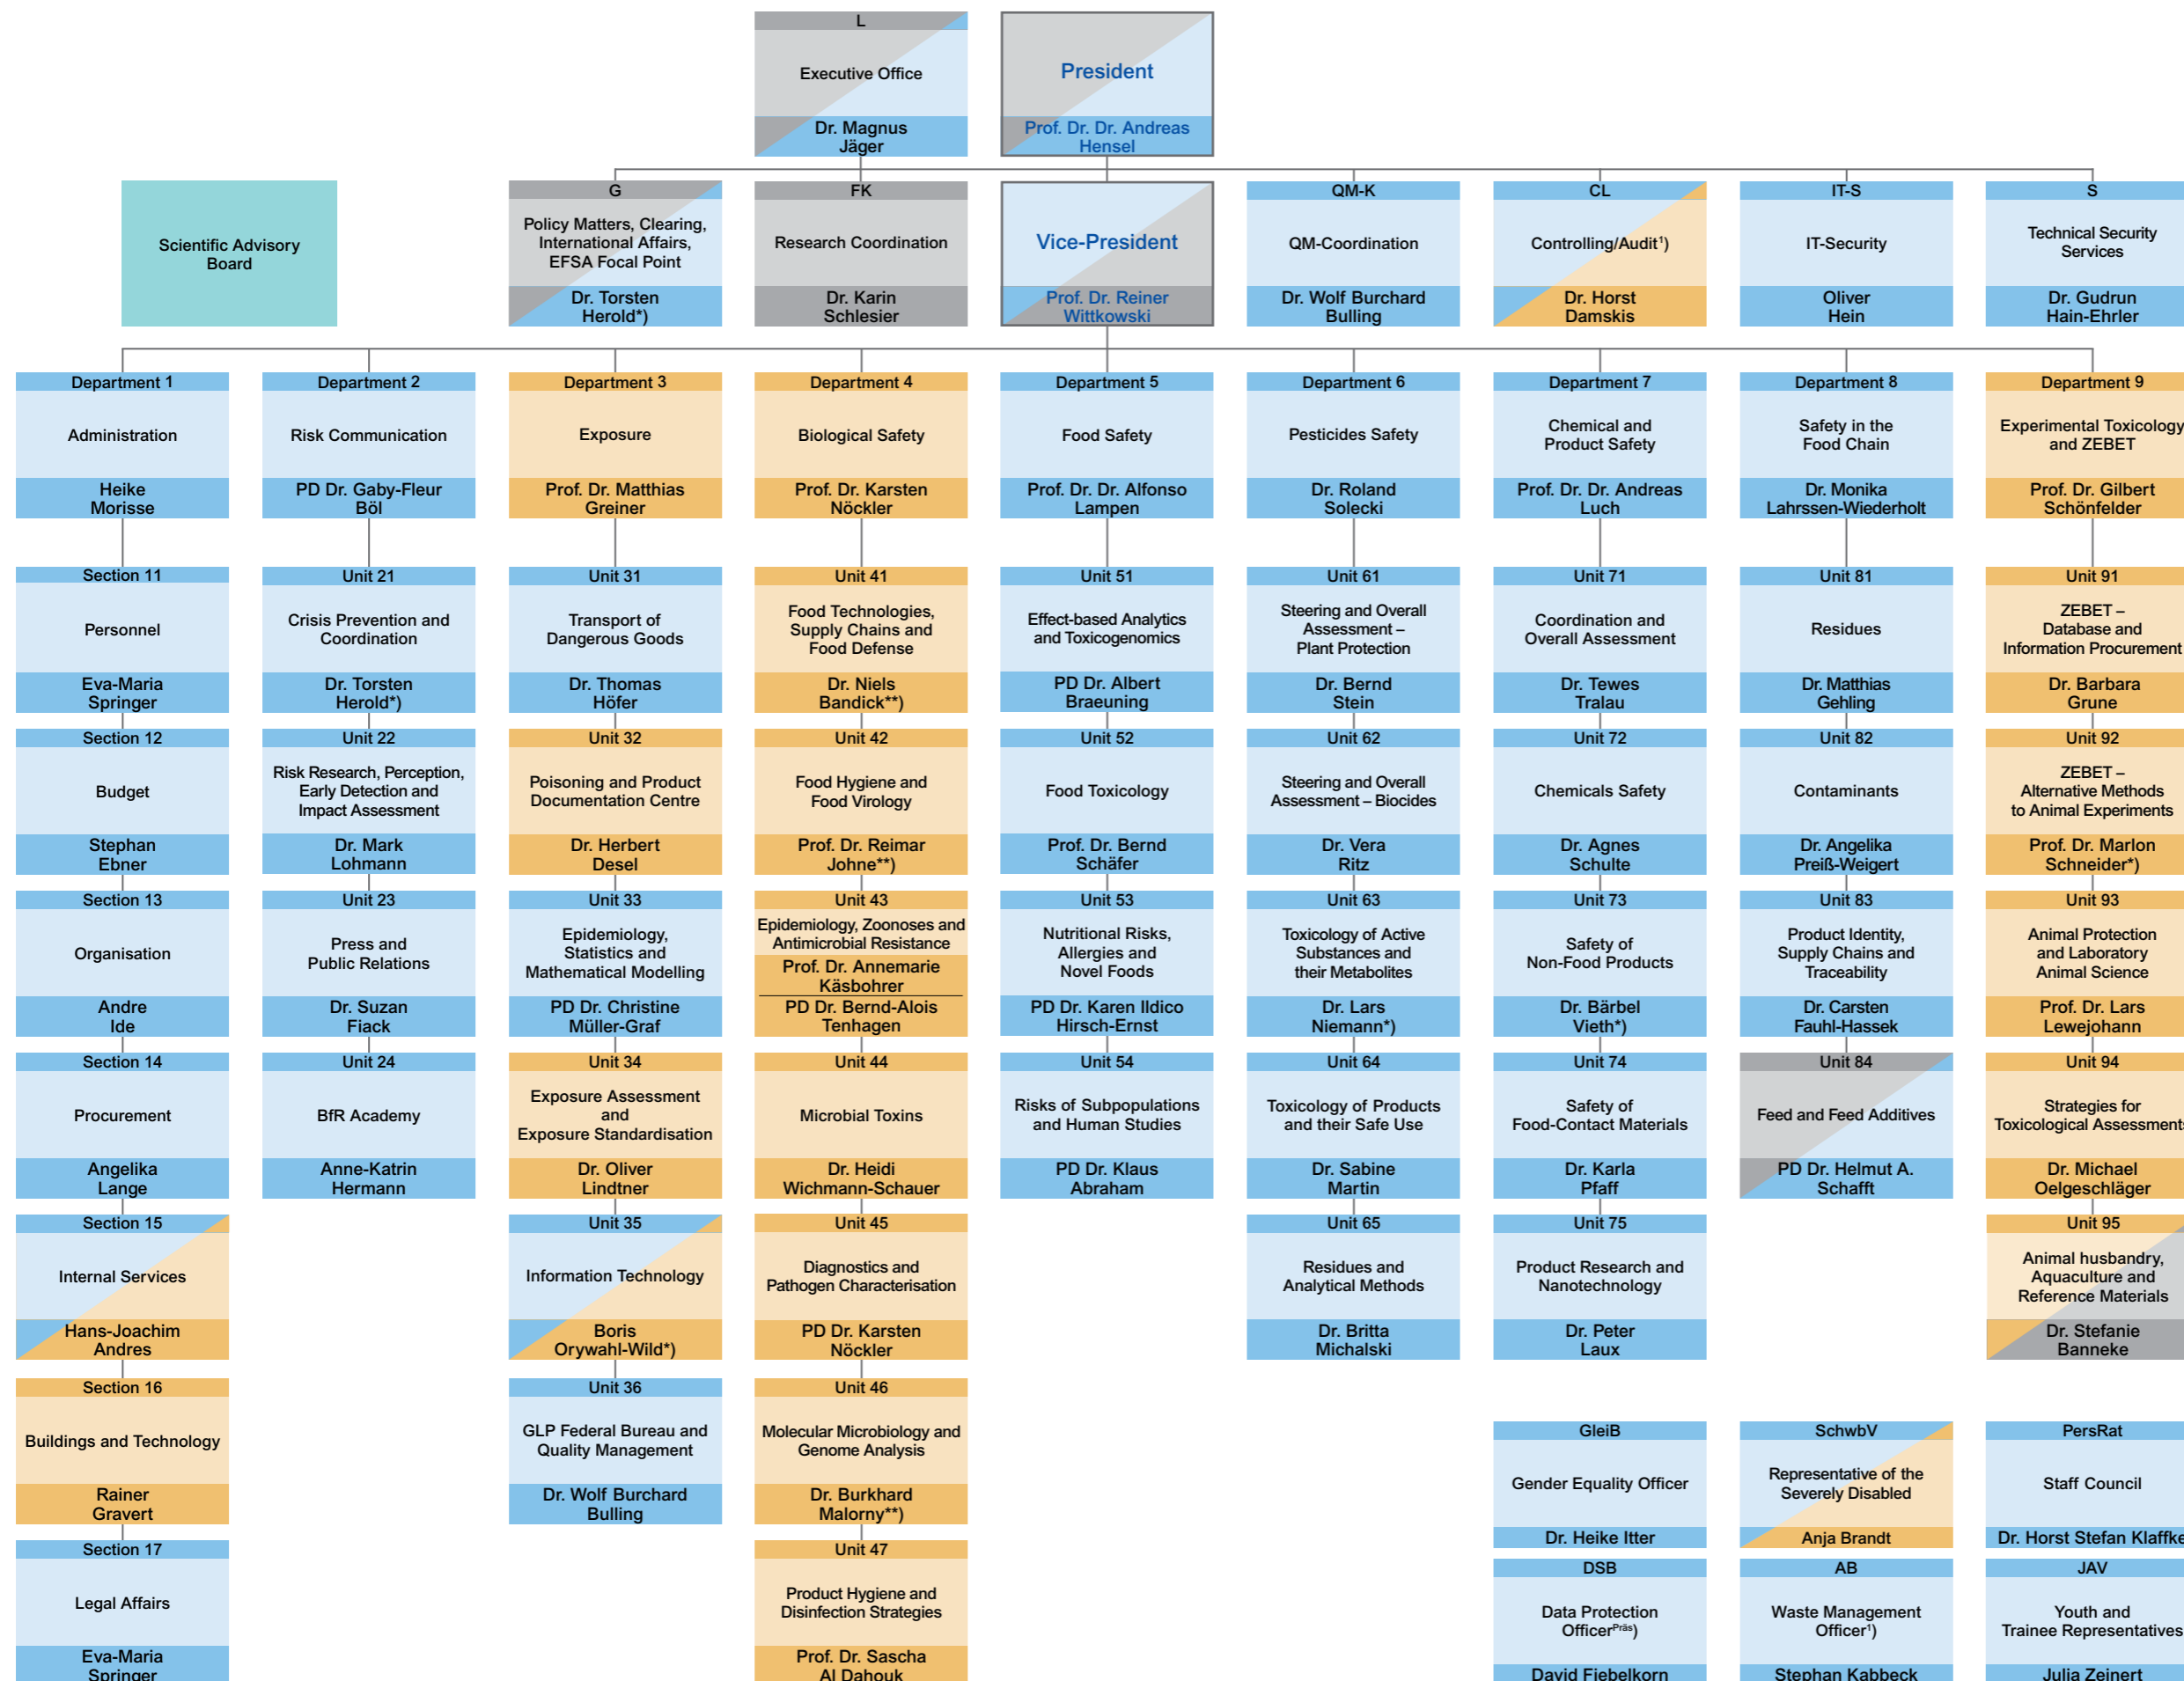 L
Executive Office
Dr. Magnus
Jäger
President
Prof. Dr. Dr. Andreas
Hensel
Scientific Advisory
Board
G
Policy Matters, Clearing,
International Affairs,
EFSA Focal Point
Dr. Torsten
Herold*)
FK
Research Coordination
Dr. Karin
Schlesier
Vice-President
Prof. Dr. Reiner
Wittkowski
QM-K
QM-Coordination
Dr. Wolf Burchard
Bulling
CL
Controlling/Audit¹)
Dr. Horst
Damskis
IT-S
IT-Security
Oliver
Hein
S
Technical Security
Services
Dr. Gudrun
Hain-Ehrler
Department 1
Administration
Heike
Morisse
Department 2
Risk Communication
PD Dr. Gaby-Fleur
Böl
Department 3
Exposure
Prof. Dr. Matthias
Greiner
Department 4
Biological Safety
Prof. Dr. Karsten
Nöckler
Department 5
Food Safety
Prof. Dr. Dr. Alfonso
Lampen
Department 6
Pesticides Safety
Dr. Roland
Solecki
Department 7
Chemical and
Product Safety
Prof. Dr. Dr. Andreas
Luch
Department 8
Safety in the
Food Chain
Dr. Monika
Lahrssen-Wiederholt
Department 9
Experimental Toxicology
and ZEBET
Prof. Dr. Gilbert
Schönfelder
Section 11
Personnel
Eva-Maria
Springer
Unit 21
Crisis Prevention and
Coordination
Dr. Torsten
Herold*)
Unit 31
Transport of
Dangerous Goods
Dr. Thomas
Höfer
Unit 41
Food Technologies,
Supply Chains and
Food Defense
Dr. Niels
Bandick**)
Unit 51
Effect-based Analytics
and Toxicogenomics
PD Dr. Albert
Braeuning
Unit 61
Steering and Overall
Assessment –
Plant Protection
Dr. Bernd
Stein
Unit 71
Coordination and
Overall Assessment
Dr. Tewes
Tralau
Unit 81
Residues
Dr. Matthias
Gehling
Unit 91
ZEBET –
Database and
Information Procurement
Dr. Barbara
Grune
Section 12
Budget
Stephan
Ebner
Unit 22
Risk Research, Perception,
Early Detection and
Impact Assessment
Dr. Mark
Lohmann
Unit 32
Poisoning and Product
Documentation Centre
Dr. Herbert
Desel
Unit 42
Food Hygiene and
Food Virology
Prof. Dr. Reimar
Johne**)
Unit 52
Food Toxicology
Prof. Dr. Bernd
Schäfer
Unit 62
Steering and Overall
Assessment – Biocides
Dr. Vera
Ritz
Unit 72
Chemicals Safety
Dr. Agnes
Schulte
Unit 82
Contaminants
Dr. Angelika
Preiß-Weigert
Unit 92
ZEBET –
Alternative Methods
to Animal Experiments
Prof. Dr. Marlon
Schneider*)
Section 13
Organisation
Andre
Ide
Unit 23
Press and
Public Relations
Dr. Suzan
Fiack
Unit 33
Epidemiology,
Statistics and
Mathematical Modelling
PD Dr. Christine
Müller-Graf
Unit 43
Epidemiology, Zoonoses and
Antimicrobial Resistance
Prof. Dr. Annemarie
Käsbohrer
PD Dr. Bernd-Alois
Tenhagen
Unit 53
Nutritional Risks,
Allergies and
Novel Foods
PD Dr. Karen Ildico
Hirsch-Ernst
Unit 63
Toxicology of Active
Substances and
their Metabolites
Dr. Lars
Niemann*)
Unit 73
Safety of
Non-Food Products
Dr. Bärbel
Vieth*)
Unit 83
Product Identity,
Supply Chains and
Traceability
Dr. Carsten
Fauhl-Hassek
Unit 93
Animal Protection
and Laboratory
Animal Science
Prof. Dr. Lars
Lewejohann
Section 14
Procurement
Angelika
Lange
Unit 24
BfR Academy
Anne-Katrin
Hermann
Unit 34
Exposure Assessment
and
Exposure Standardisation
Dr. Oliver
Lindtner
Unit 44
Microbial Toxins
Dr. Heidi
Wichmann-Schauer
Unit 54
Risks of Subpopulations
and Human Studies
PD Dr. Klaus
Abraham
Unit 64
Toxicology of Products
and their Safe Use
Dr. Sabine
Martin
Unit 74
Safety of
Food-Contact Materials
Dr. Karla
Pfaff
Unit 84
Feed and Feed Additives
PD Dr. Helmut A.
Schafft
Unit 94
Strategies for
Toxicological Assessments
Dr. Michael
Oelgeschläger
Section 15
Internal Services
Hans-Joachim
Andres
Unit 35
Information Technology
Boris
Orywahl-Wild*)
Unit 45
Diagnostics and
Pathogen Characterisation
PD Dr. Karsten
Nöckler
Unit 65
Residues and
Analytical Methods
Dr. Britta
Michalski
Unit 75
Product Research and
Nanotechnology
Dr. Peter
Laux
Unit 95
Animal husbandry,
Aquaculture and
Reference Materials
Dr. Stefanie
Banneke
Section 16
Buildings and Technology
Rainer
Gravert
Unit 36
GLP Federal Bureau and
Quality Management
Dr. Wolf Burchard
Bulling
Unit 46
Molecular Microbiology and
Genome Analysis
Dr. Burkhard
Malorny**)
GleiB
Gender Equality Officer
Dr. Heike Itter
SchwbV
Representative of the
Severely Disabled
Anja Brandt
PersRat
Staff Council
Dr. Horst Stefan Klaffke
Section 17
Legal Affairs
Eva-Maria
Springer
Unit 47
Product Hygiene and
Disinfection Strategies
Prof. Dr. Sascha
Al Dahouk
DSB
Data Protection
Officerᴾʳäˢ)
David Fiebelkorn
AB
Waste Management
Officer¹)
Stephan Kabbeck
JAV
Youth and
Trainee Representatives
Julia Zeinert